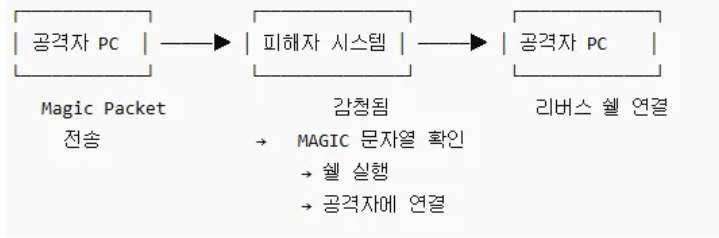 공격자 PC
피해자 시스템
공격자 PC
Magic Packet
전송
감청됨
→ MAGIC 문자열 확인
→ 쉘 실행
→ 공격자에 연결
리버스 쉘 연결